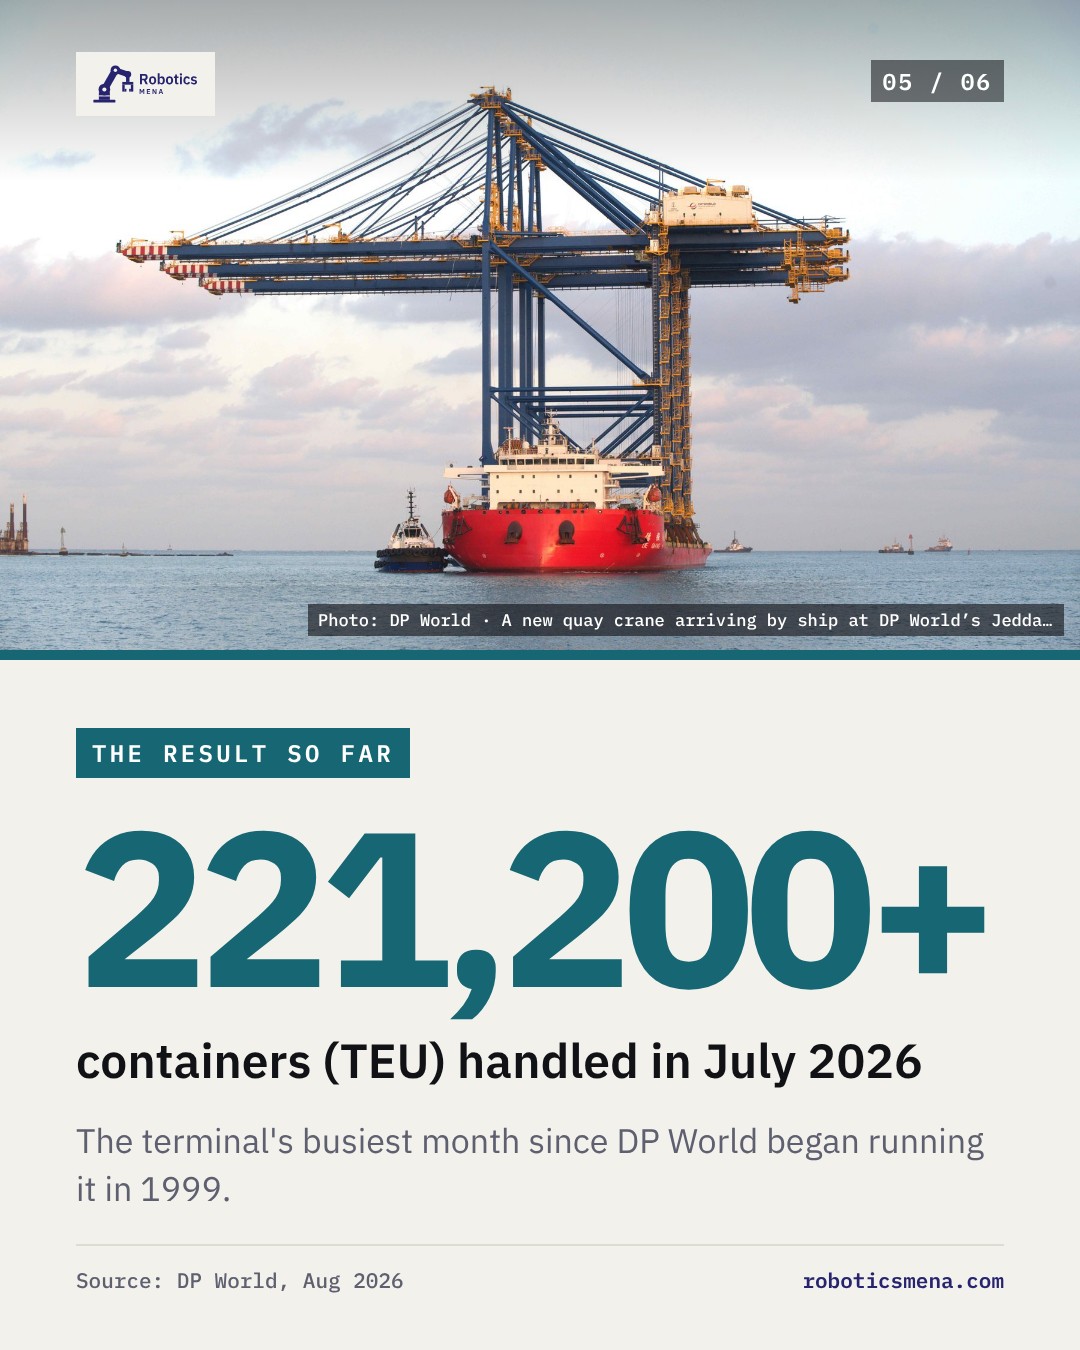 Robotics
MENA
05 / 06
Photo: DP World · A new quay crane arriving by ship at DP World’s Jedda…
THE RESULT SO FAR
221,200+
containers (TEU) handled in July 2026
The terminal's busiest month since DP World began running
it in 1999.
Source: DP World, Aug 2026
roboticsmena.com